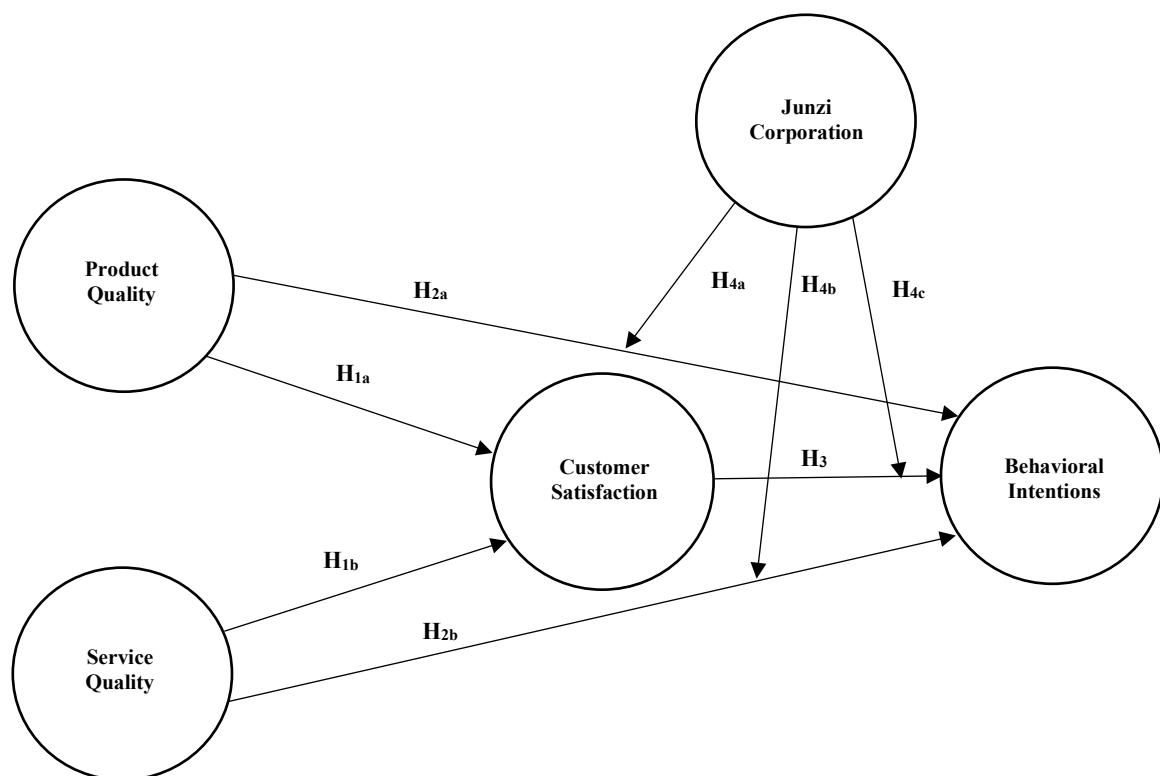 Junzi
Corporation
Product
Quality
H2a
H4a
H4b
H4c
H1a
Customer
Satisfaction
H3
Behavioral
Intentions
H1b
H2b
Service
Quality